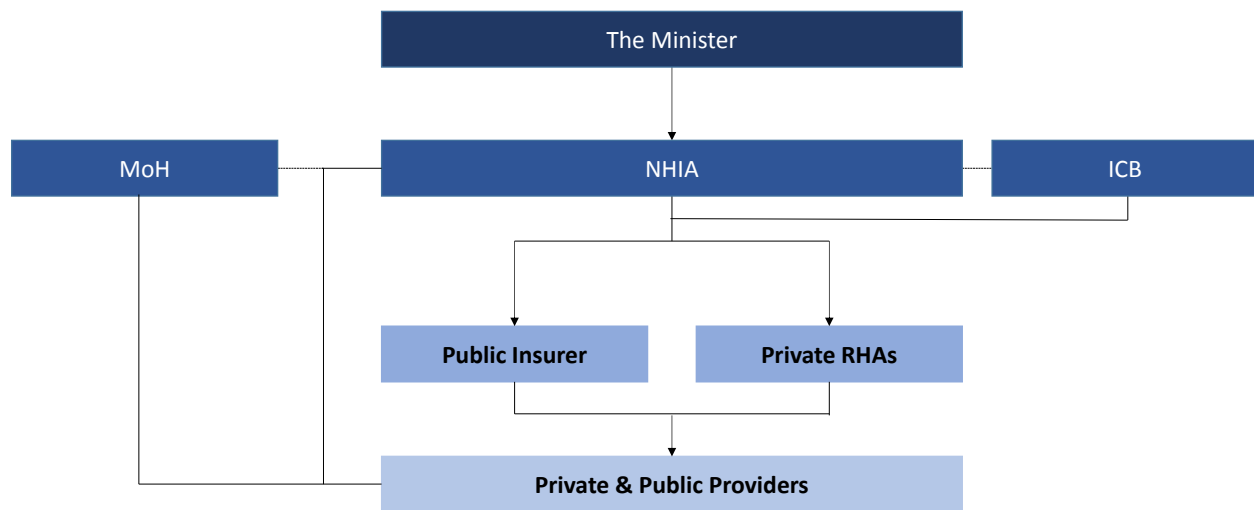 The Minister
MoH
NHIA
ICB
Public Insurer
Private RHAs
Private & Public Providers